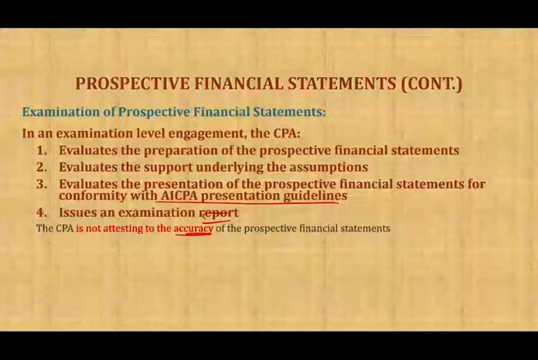 PROSPECTIVE FINANCIAL STATEMENTS (CONT.)
Examination of Prospective Financial Statements:
In an examination level engagement, the CPA:
1. Evaluates the preparation of the prospective financial statements
2. Evaluates the support underlying the assumptions
3. Evaluates the presentation of the prospective financial statements for
conformity with AICPA presentation guidelines
4. Issues an examination report
The CPA is not attesting to the accuracy of the prospective financial statements